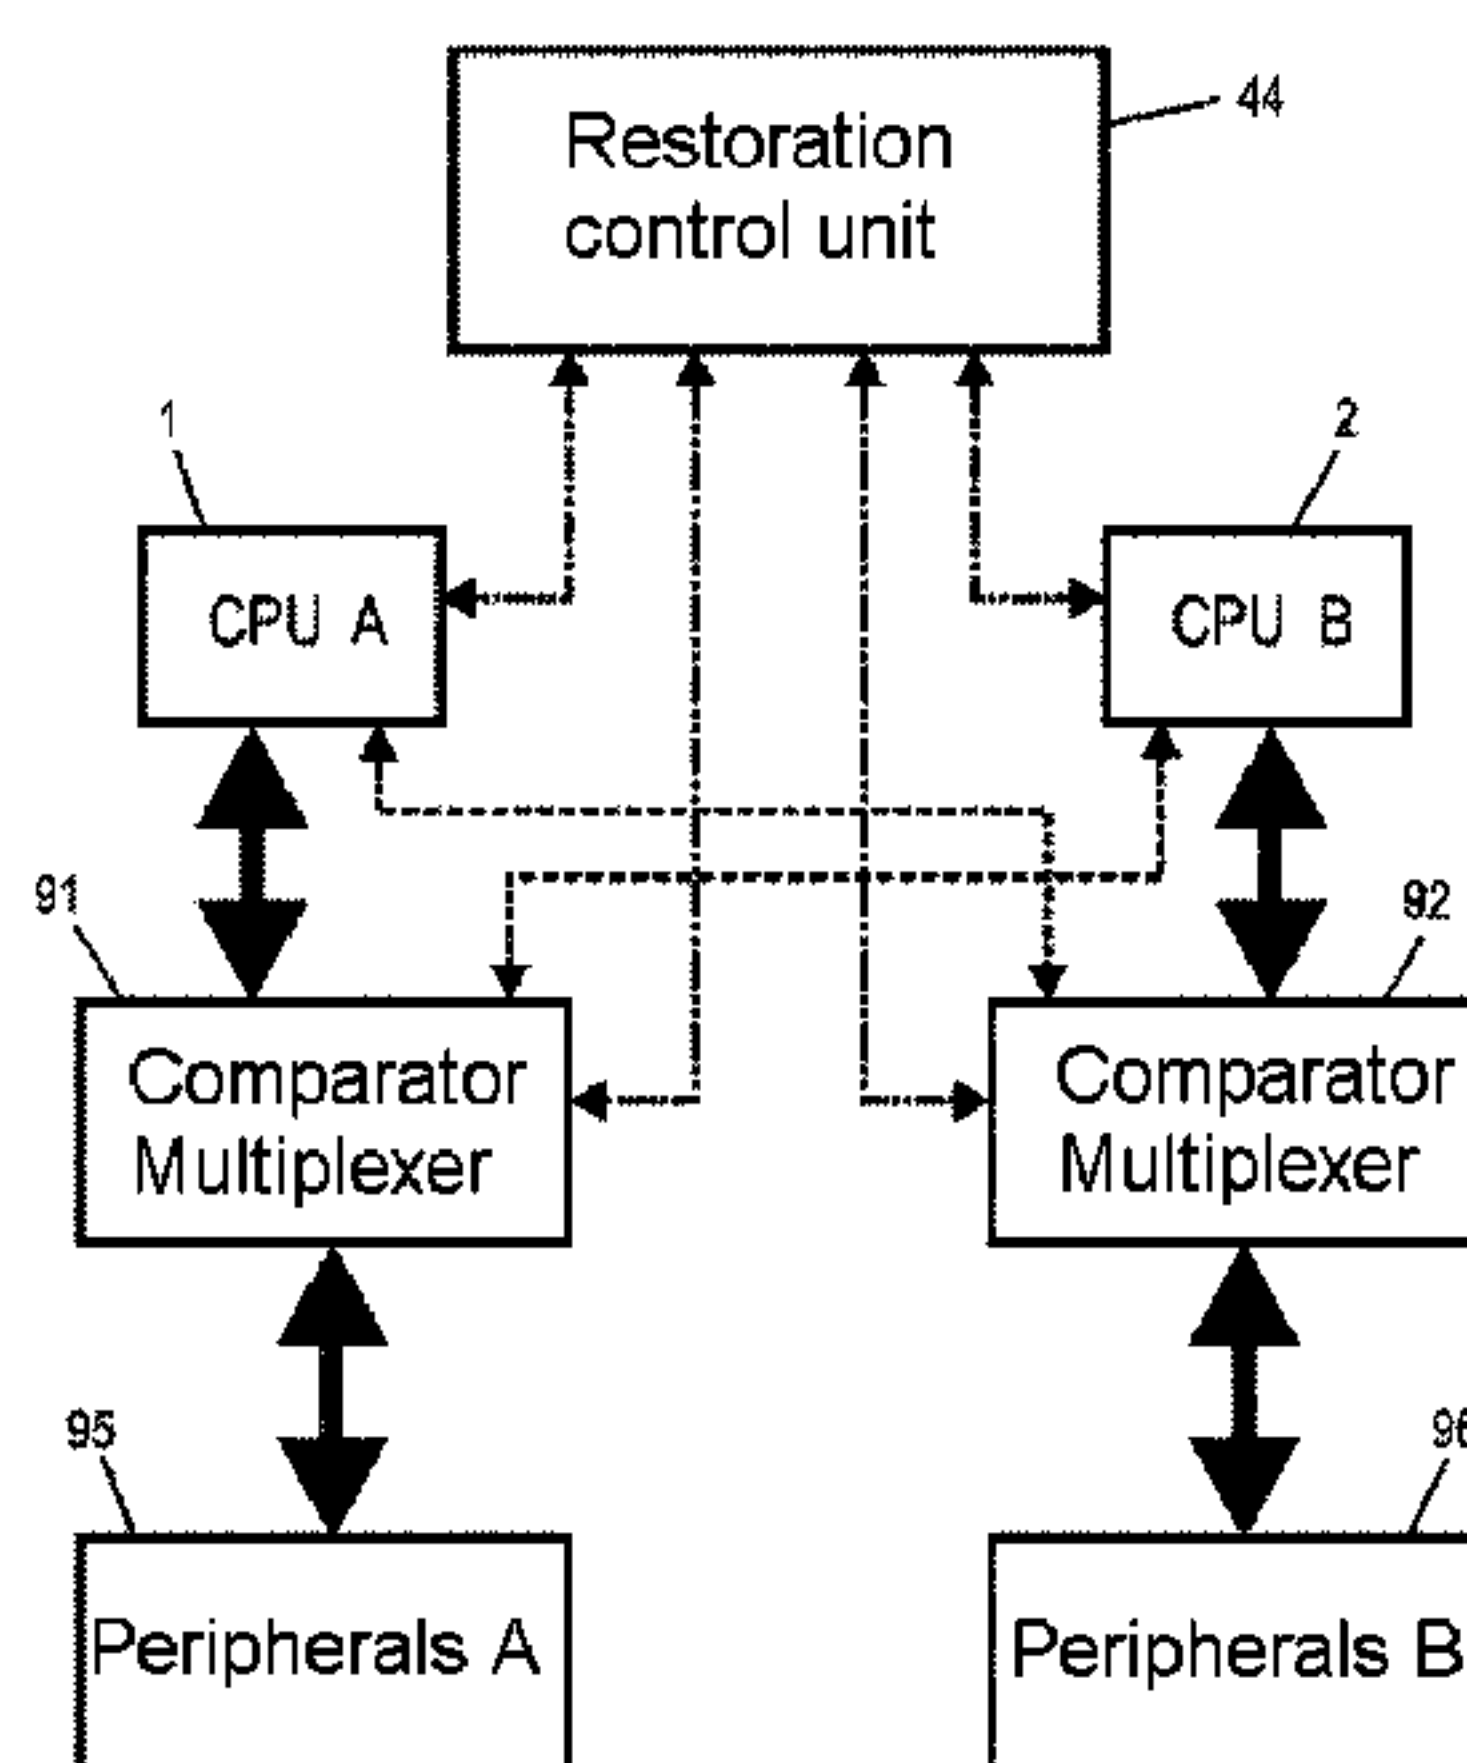 Restoration
control unit
44
1
2
CPU A
CPU B
91
92
Comparator
Multiplexer
Comparator
Multiplexer
95
Peripherals A
Peripherals B